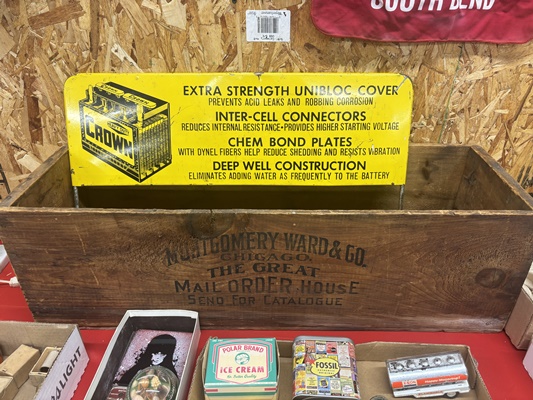 SOUTH BEND
EXTRA STRENGTH UNIBLOC COVER
PREVENTS ACID LEAKS AND ROBBING CORROSION
INTER-CELL CONNECTORS
REDUCES INTERNAL RESISTANCE • PROVIDES HIGHER STARTING VOLTAGE
CHEM BOND PLATES
WITH DYNEL FIBERS HELP REDUCE SHEDDING AND RESISTS VIBRATION
DEEP WELL CONSTRUCTION
ELIMINATES ADDING WATER AS FREQUENTLY TO THE BATTERY
CROWN
MONTGOMERY WARD & CO.
CHICAGO.
THE GREAT
MAIL ORDER HOUSE
SEND FOR CATALOGUE
POLAR BRAND
ICE CREAM
FOSSIL